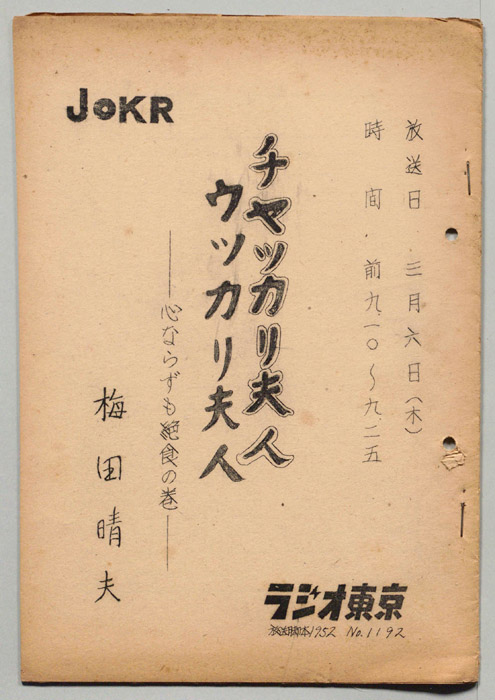 JOKR
放送日 三月六日(木)
時間 前九.一〇〜九.二五
チャッカリ夫人
ウッカリ夫人
――心ならずも絶食の巻――
梅田晴夫
ラジオ東京
放送脚本1952 No.1192